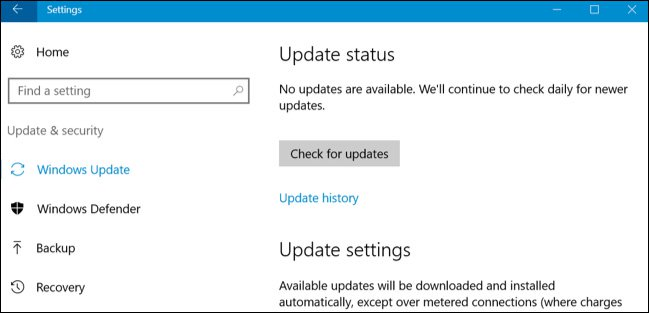 Settings
Home
Find a setting
Update & security
Windows Update
Windows Defender
Backup
Recovery
Update status
No updates are available. We'll continue to check daily for newer
updates.
Check for updates
Update history
Update settings
Available updates will be downloaded and installed
automatically, except over metered connections (where charges